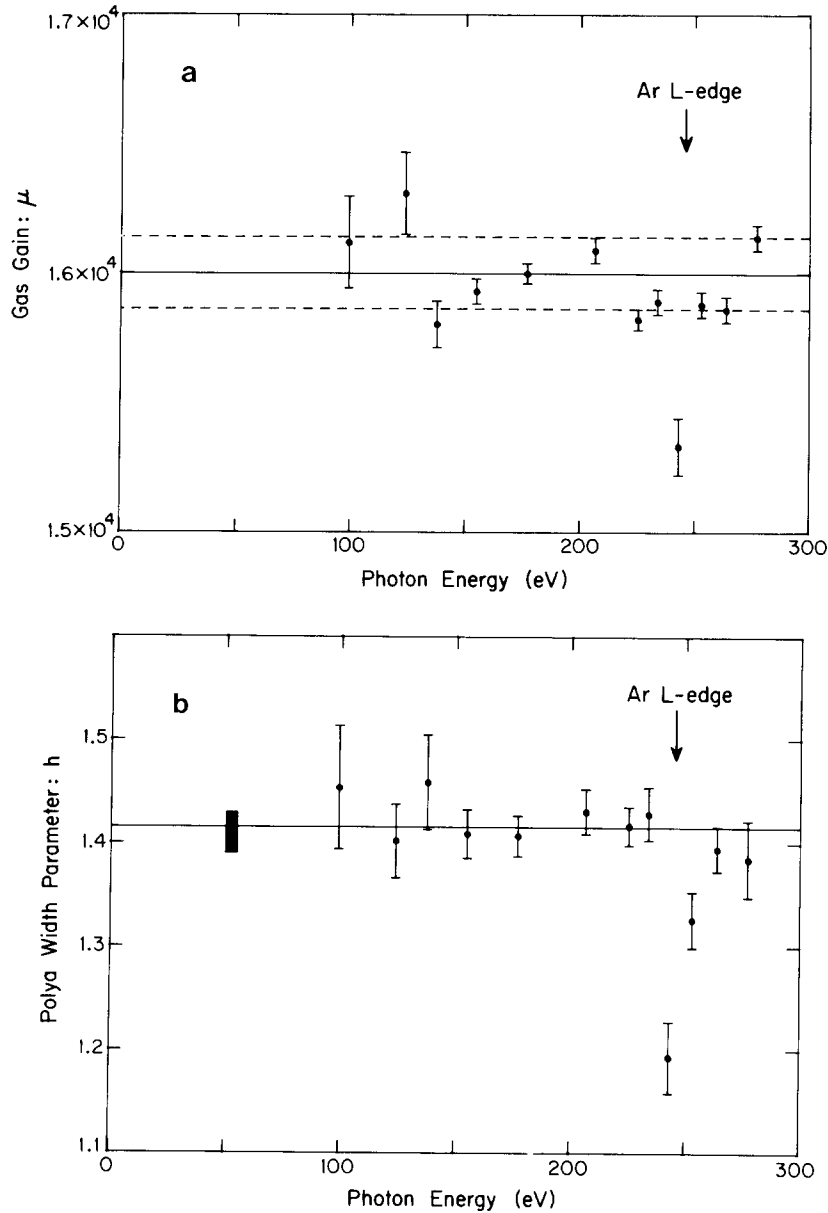 1.7×10⁴
a
Ar L-edge
Gas Gain: μ
1.6×10⁴
1.5×10⁴
0
100
200
300
Photon Energy (eV)
b
Ar L-edge
Polya Width Parameter: h
1.5
1.4
1.3
1.2
1.1
0
100
200
300
Photon Energy (eV)